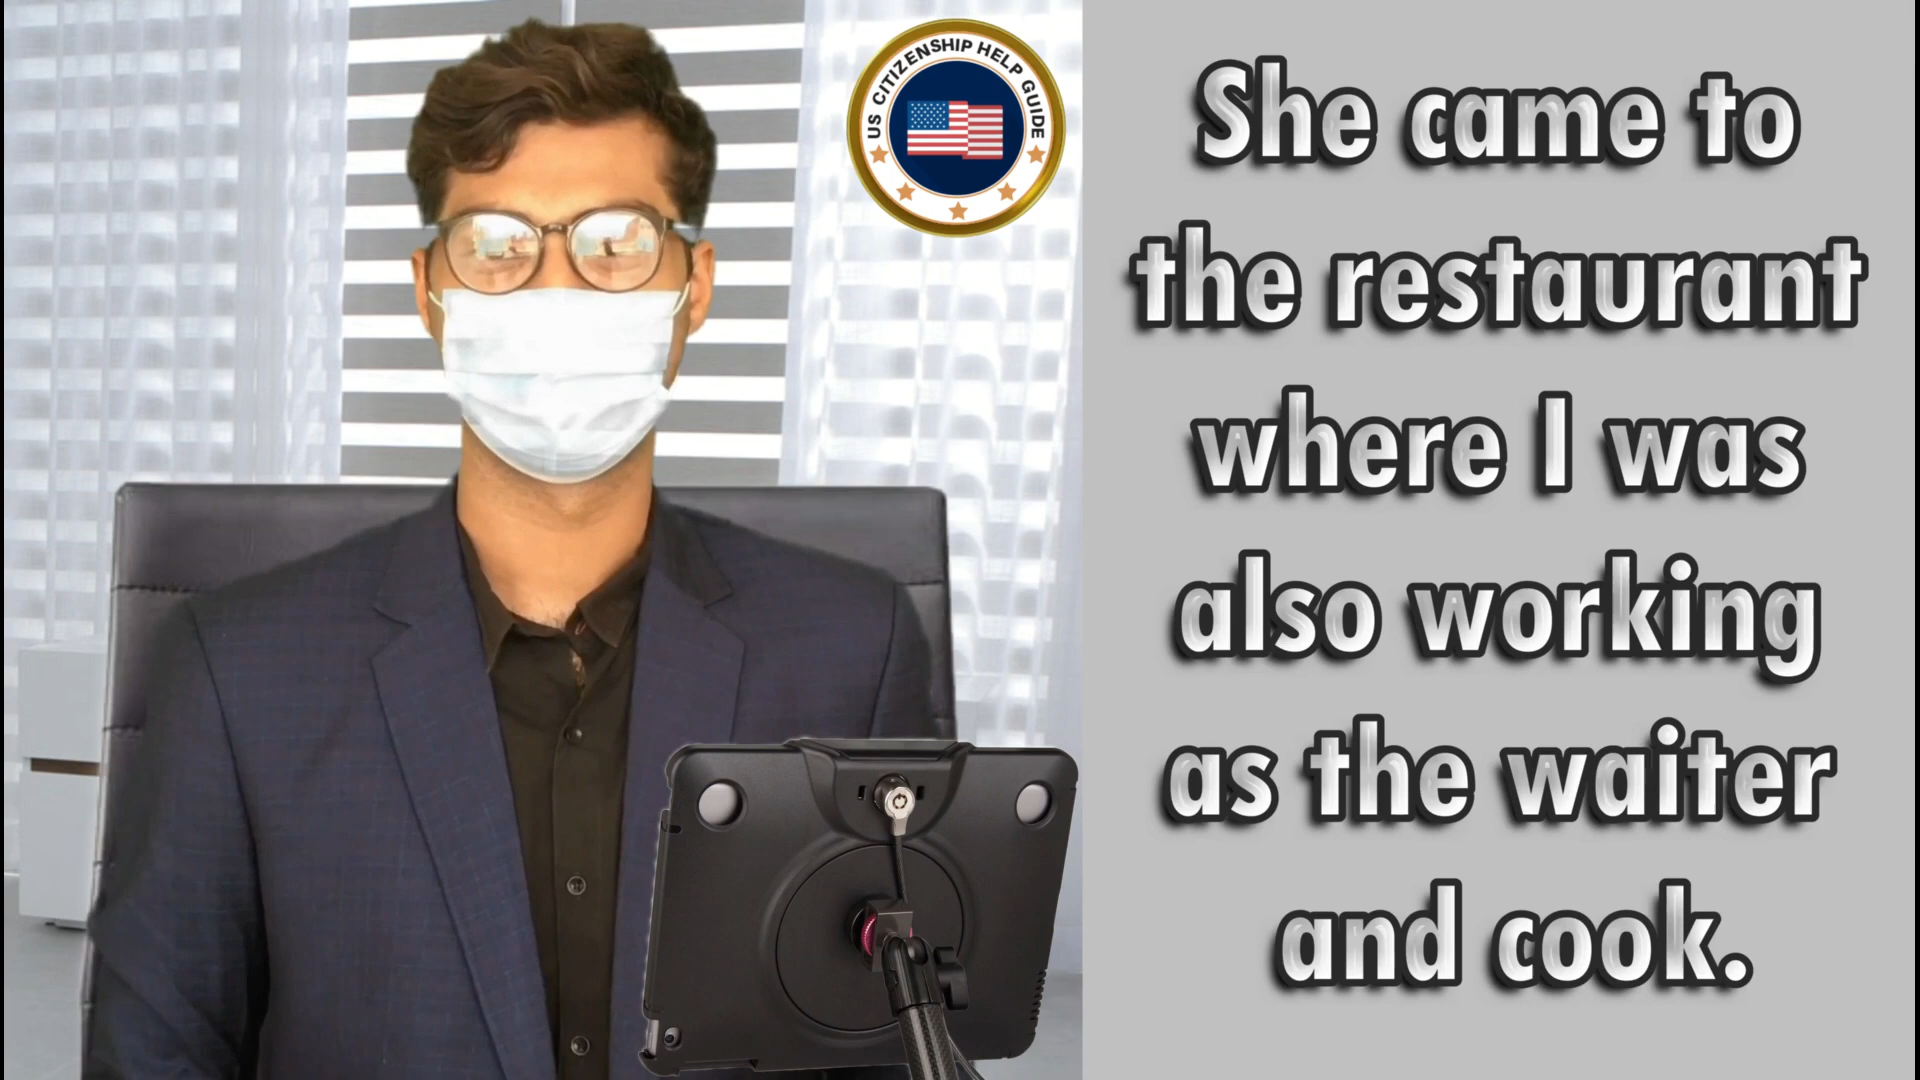 US CITIZENSHIP HELP GUIDE
She came to
the restaurant
where I was
also working
as the waiter
and cook.